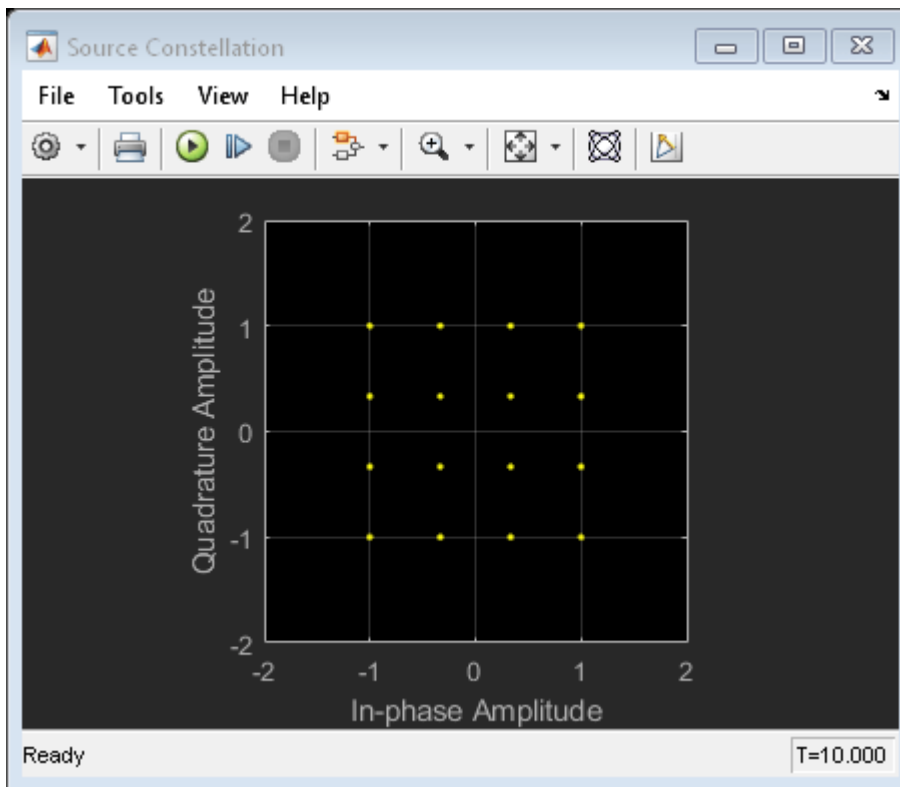 Source Constellation
File Tools View Help
2
1
0
-1
-2
Quadrature Amplitude
-2 -1 0 1 2
In-phase Amplitude
Ready T=10.000